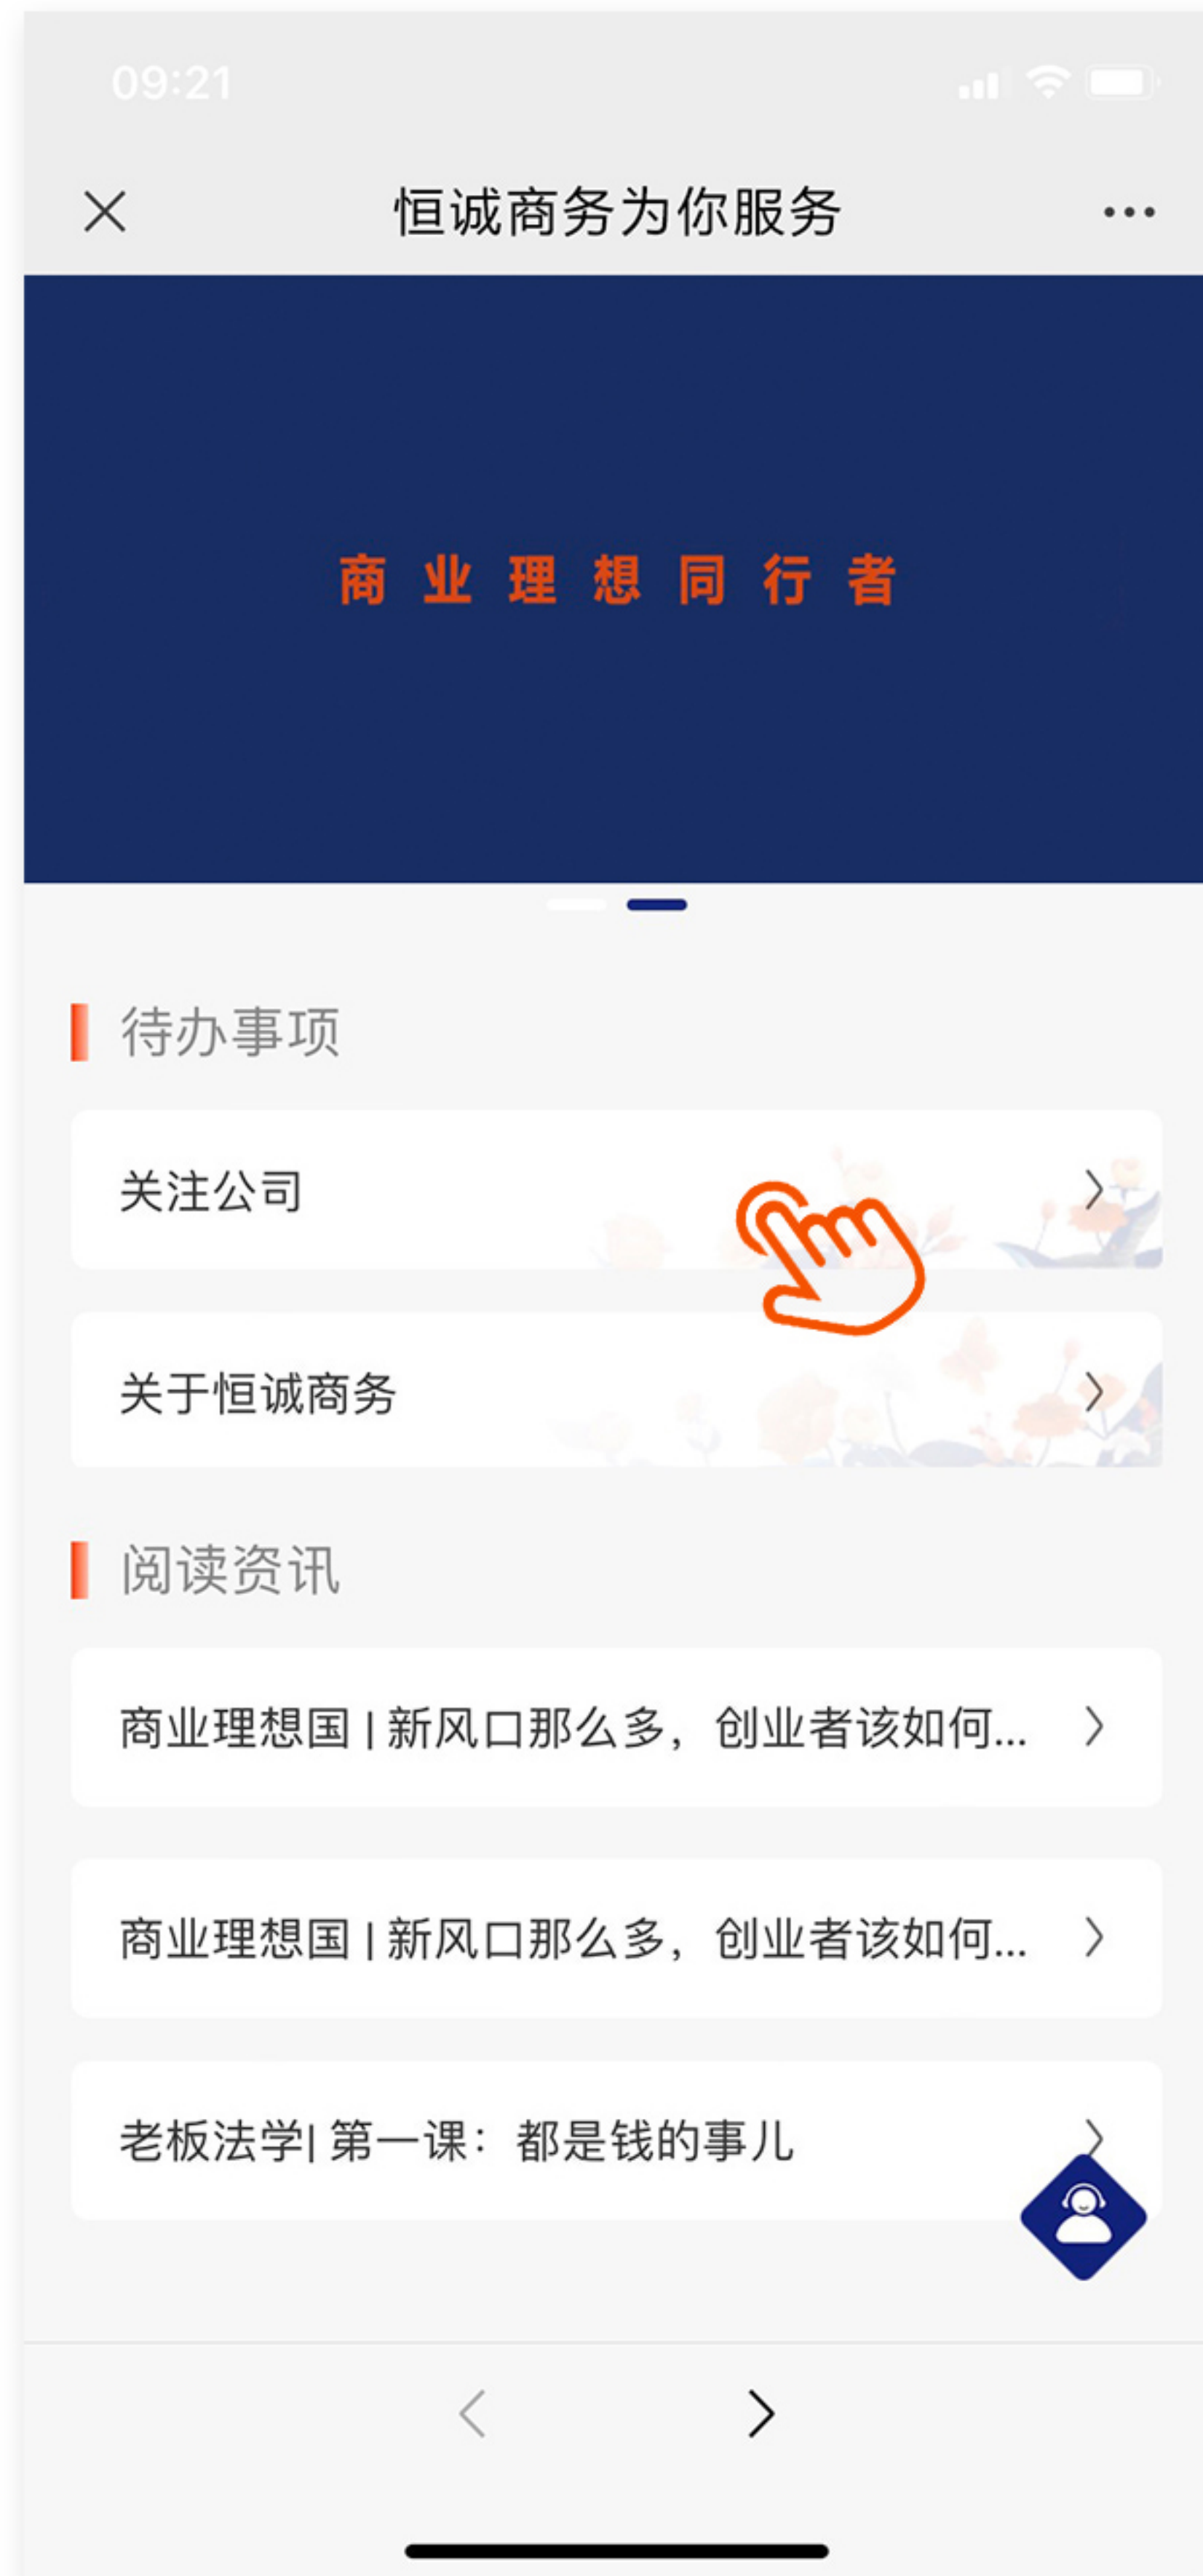 09:21
恒诚商务为你服务
商业理想同行者
待办事项
关注公司
关于恒诚商务
阅读资讯
商业理想国 | 新风口那么多，创业者该如何...
商业理想国 | 新风口那么多，创业者该如何...
老板法学| 第一课：都是钱的事儿